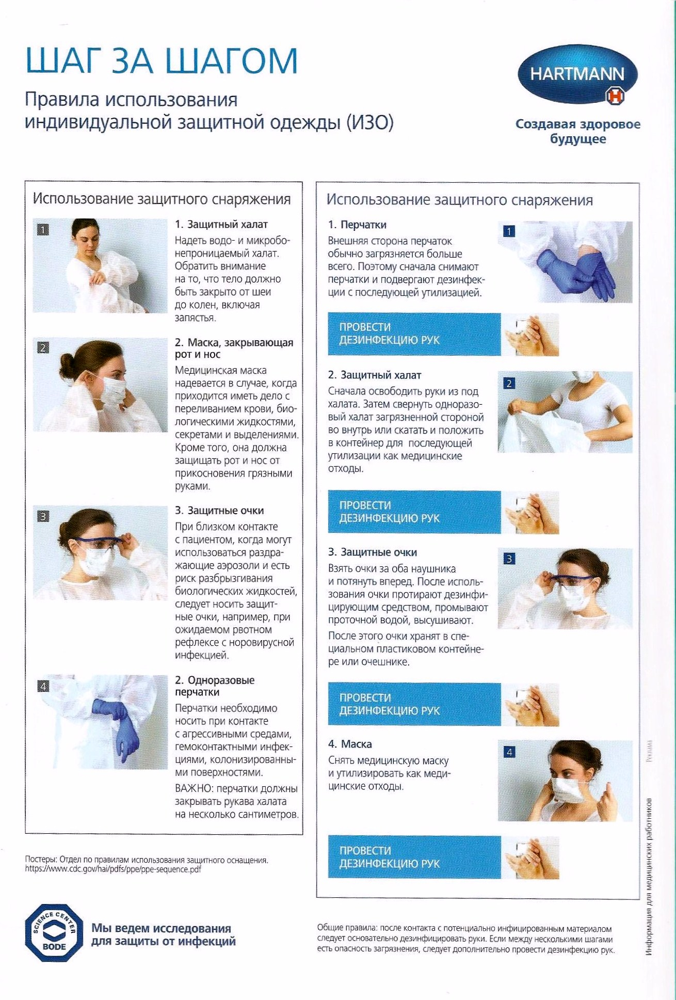 ШАГ ЗА ШАГОМ
Правила использования
индивидуальной защитной одежды (ИЗО)
HARTMANN
H
Создавая здоровое
будущее
Использование защитного снаряжения
1
1. Защитный халат
Надеть водо- и микробо-
непроницаемый халат.
Обратить внимание
на то, что тело должно
быть закрыто от шеи
до колен, включая
запястья.
2
2. Маска, закрывающая
рот и нос
Медицинская маска
надевается в случае, когда
приходится иметь дело с
переливанием крови, био-
логическими жидкостями,
секретами и выделениями.
Кроме того, она должна
защищать рот и нос от
прикосновения грязными
руками.
3
3. Защитные очки
При близком контакте
с пациентом, когда могут
использоваться раздра-
жающие аэрозоли и есть
риск разбрызгивания
биологических жидкостей,
следует носить защит-
ные очки, например, при
ожидаемом рвотном
рефлексе с норовирусной
инфекцией.
4
2. Одноразовые
перчатки
Перчатки необходимо
носить при контакте
с агрессивными средами,
гемоконтактными инфек-
циями, колонизированны-
ми поверхностями.
ВАЖНО: перчатки должны
закрывать рукава халата
на несколько сантиметров.
Использование защитного снаряжения
1. Перчатки
Внешняя сторона перчаток
обычно загрязняется больше
всего. Поэтому сначала снимают
перчатки и подвергают дезинфек-
ции с последующей утилизацией.
1
ПРОВЕСТИ
ДЕЗИНФЕКЦИЮ РУК
2. Защитный халат
Сначала освободить руки из под
халата. Затем свернуть одноразо-
вый халат загрязненной стороной
во внутрь или скатать и положить
в контейнер для последующей
утилизации как медицинские
отходы.
2
ПРОВЕСТИ
ДЕЗИНФЕКЦИЮ РУК
3. Защитные очки
Взять очки за оба наушника
и потянуть вперед. После исполь-
зования очки протирают дезинфи-
цирующим средством, промывают
проточной водой, высушивают.
После этого очки хранят в спе-
циальном пластиковом контейне-
ре или очешнике.
3
ПРОВЕСТИ
ДЕЗИНФЕКЦИЮ РУК
4. Маска
Снять медицинскую маску
и утилизировать как меди-
цинские отходы.
4
ПРОВЕСТИ
ДЕЗИНФЕКЦИЮ РУК
Постеры: Отдел по правилам использования защитного оснащения.
https://www.cdc.gov/hai/pdfs/ppe/ppe-sequence.pdf
SCIENCE CENTER
BODE
Мы ведем исследования
для защиты от инфекций
Общие правила: после контакта с потенциально инфицированным материалом
следует основательно дезинфицировать руки. Если между несколькими шагами
есть опасность загрязнения, следует дополнительно провести дезинфекцию рук.
Информация для медицинских работников
Реклама